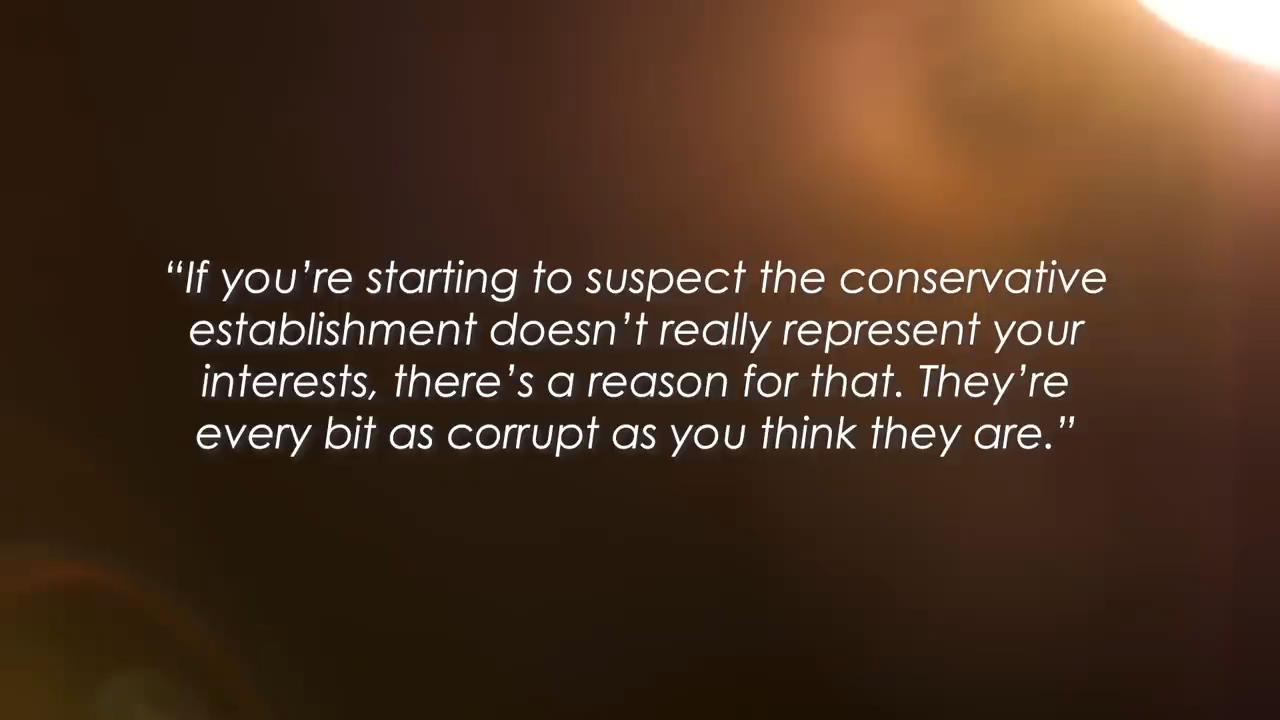 “If you’re starting to suspect the conservative
establishment doesn’t really represent your
interests, there’s a reason for that. They’re
every bit as corrupt as you think they are.”